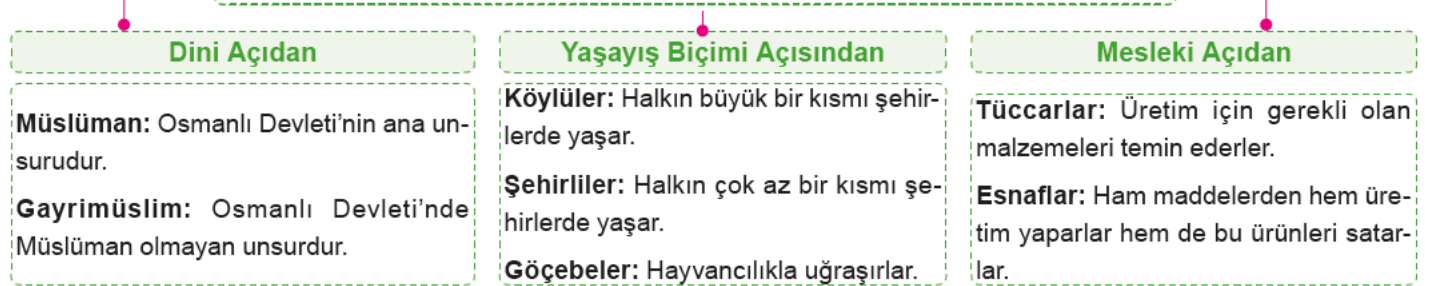 Dini Açıdan
Müslüman: Osmanlı Devleti’nin ana un-
surudur.
Gayrimüslim: Osmanlı Devleti’nde
Müslüman olmayan unsurdur.
Yaşayış Biçimi Açısından
Köylüler: Halkın büyük bir kısmı şehir-
lerde yaşar.
Şehirliler: Halkın çok az bir kısmı şe-
hirlerde yaşar.
Göçebeler: Hayvancılıkla uğraşırlar.
Mesleki Açıdan
Tüccarlar: Üretim için gerekli olan
malzemeleri temin ederler.
Esnaflar: Ham maddelerden hem üre-
tim yaparlar hem de bu ürünleri satar-
lar.